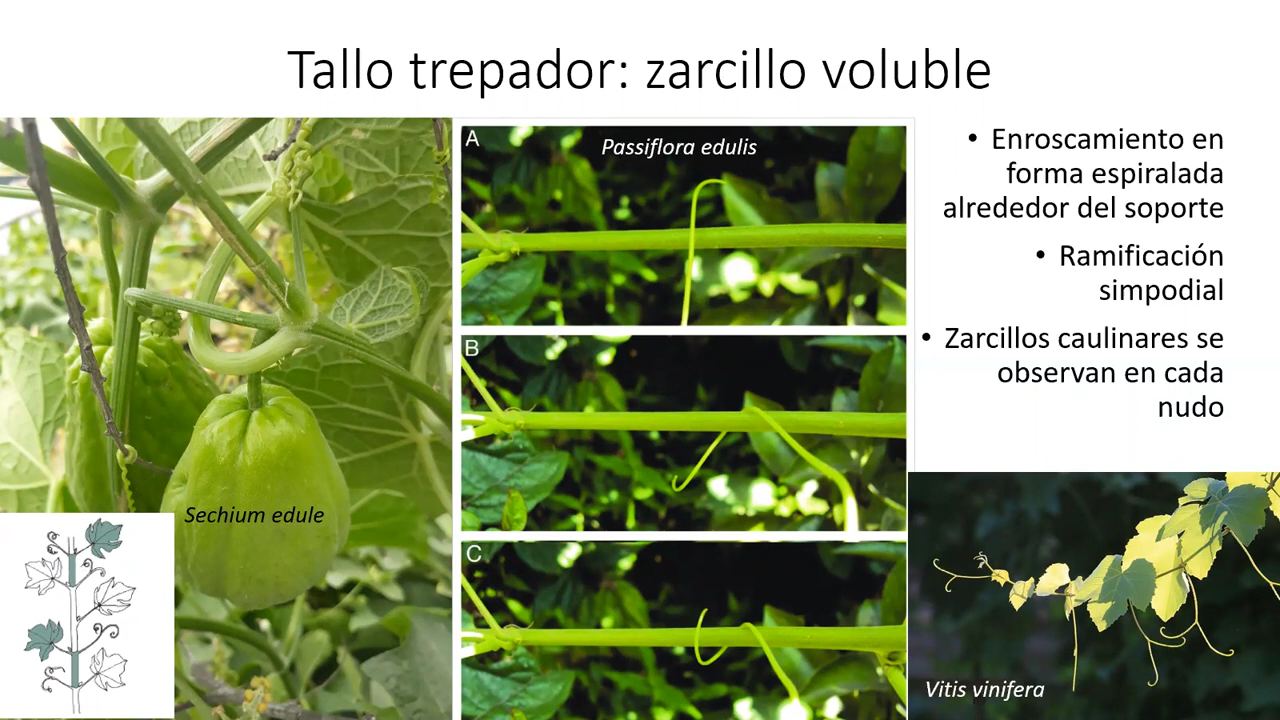 Tallo trepador: zarcillo voluble
A
Passiflora edulis
B
C
Sechium edule
• Enroscamiento en
forma espiralada
alrededor del soporte
• Ramificación
simpodial
• Zarcillos caulinares se
observan en cada
nudo
Vitis vinifera